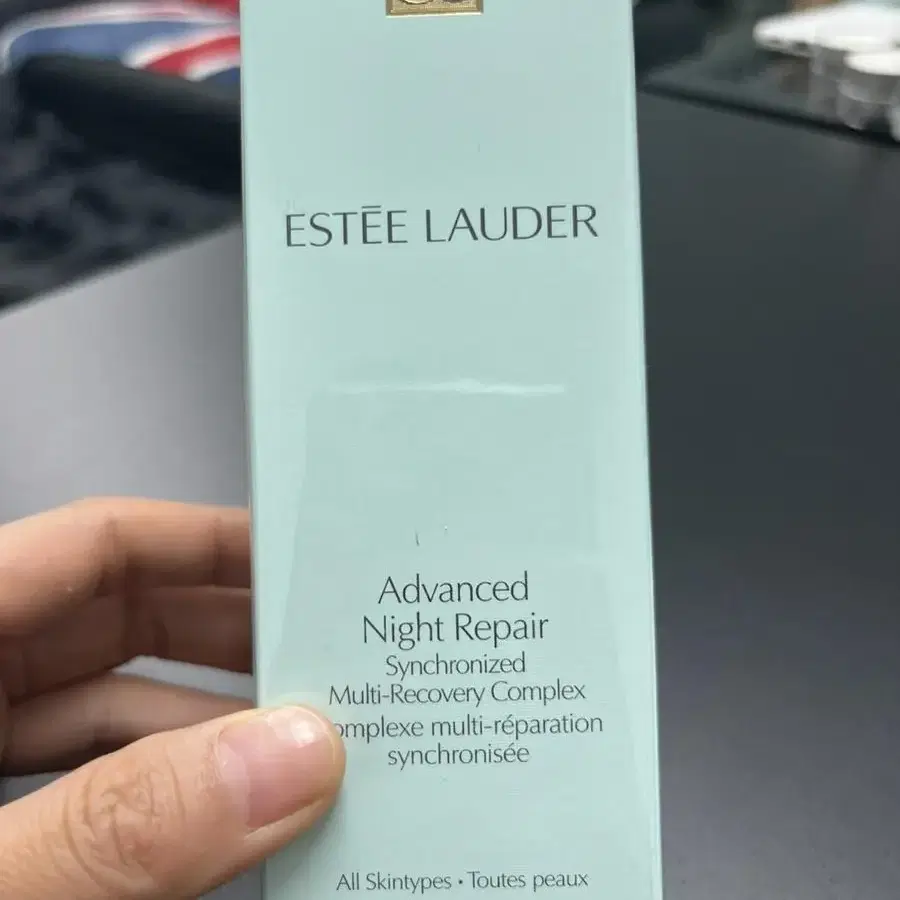 ESTĒE LAUDER
Advanced
Night Repair
Synchronized
Multi-Recovery Complex
omplexe multi-réparation
synchronisée
All Skintypes • Toutes peaux